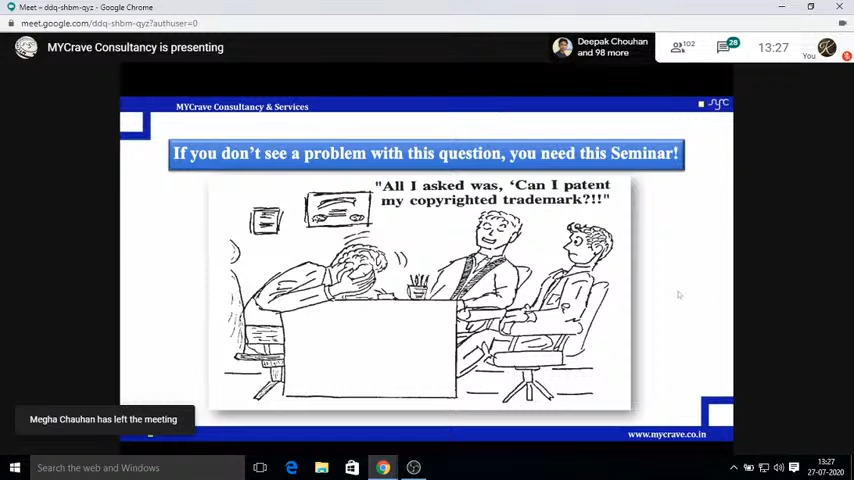 Meet – ddq-shbm-qyz - Google Chrome
meet.google.com/ddq-shbm-qyz?authuser=0
MYCrave Consultancy is presenting
Deepak Chouhan
and 98 more
102
28
13:27
You
K
MYCrave Consultancy & Services
If you don't see a problem with this question, you need this Seminar!
"All I asked was, ‘Can I patent
my copyrighted trademark?!!"
Megha Chauhan has left the meeting
www.mycrave.co.in
Search the web and Windows
13:27
27-07-2020